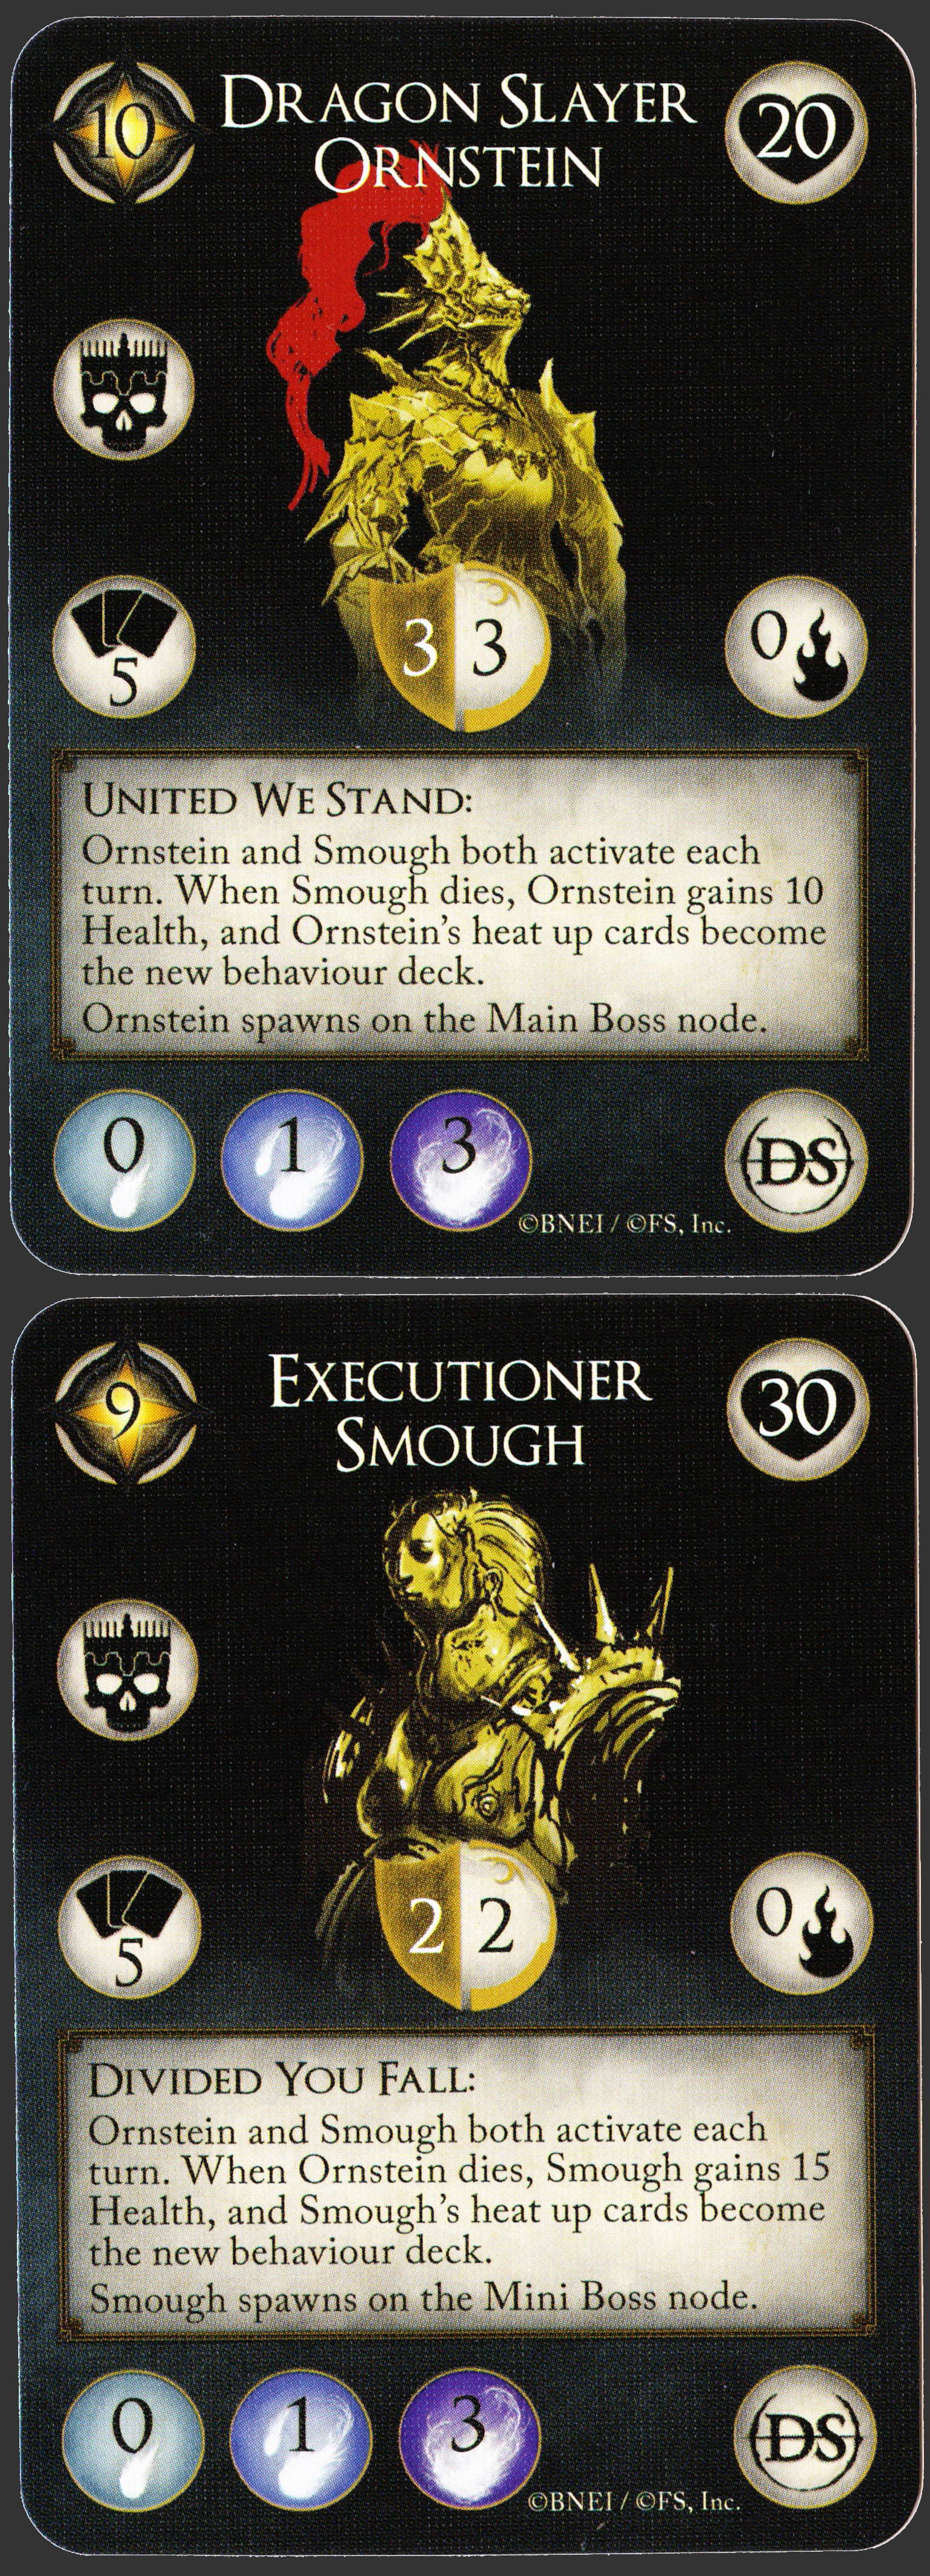 10
DRAGON SLAYER
ORNSTEIN
20
5
3 3
0
UNITED WE STAND:
Ornstein and Smough both activate each
turn. When Smough dies, Ornstein gains 10
Health, and Ornstein's heat up cards become
the new behaviour deck.
Ornstein spawns on the Main Boss node.
0 1 3
©BNEI / ©FS, Inc.
DS
9
EXECUTIONER
SMOUGH
30
5
2 2
0
DIVIDED YOU FALL:
Ornstein and Smough both activate each
turn. When Ornstein dies, Smough gains 15
Health, and Smough's heat up cards become
the new behaviour deck.
Smough spawns on the Mini Boss node.
0 1 3
©BNEI / ©FS, Inc.
DS